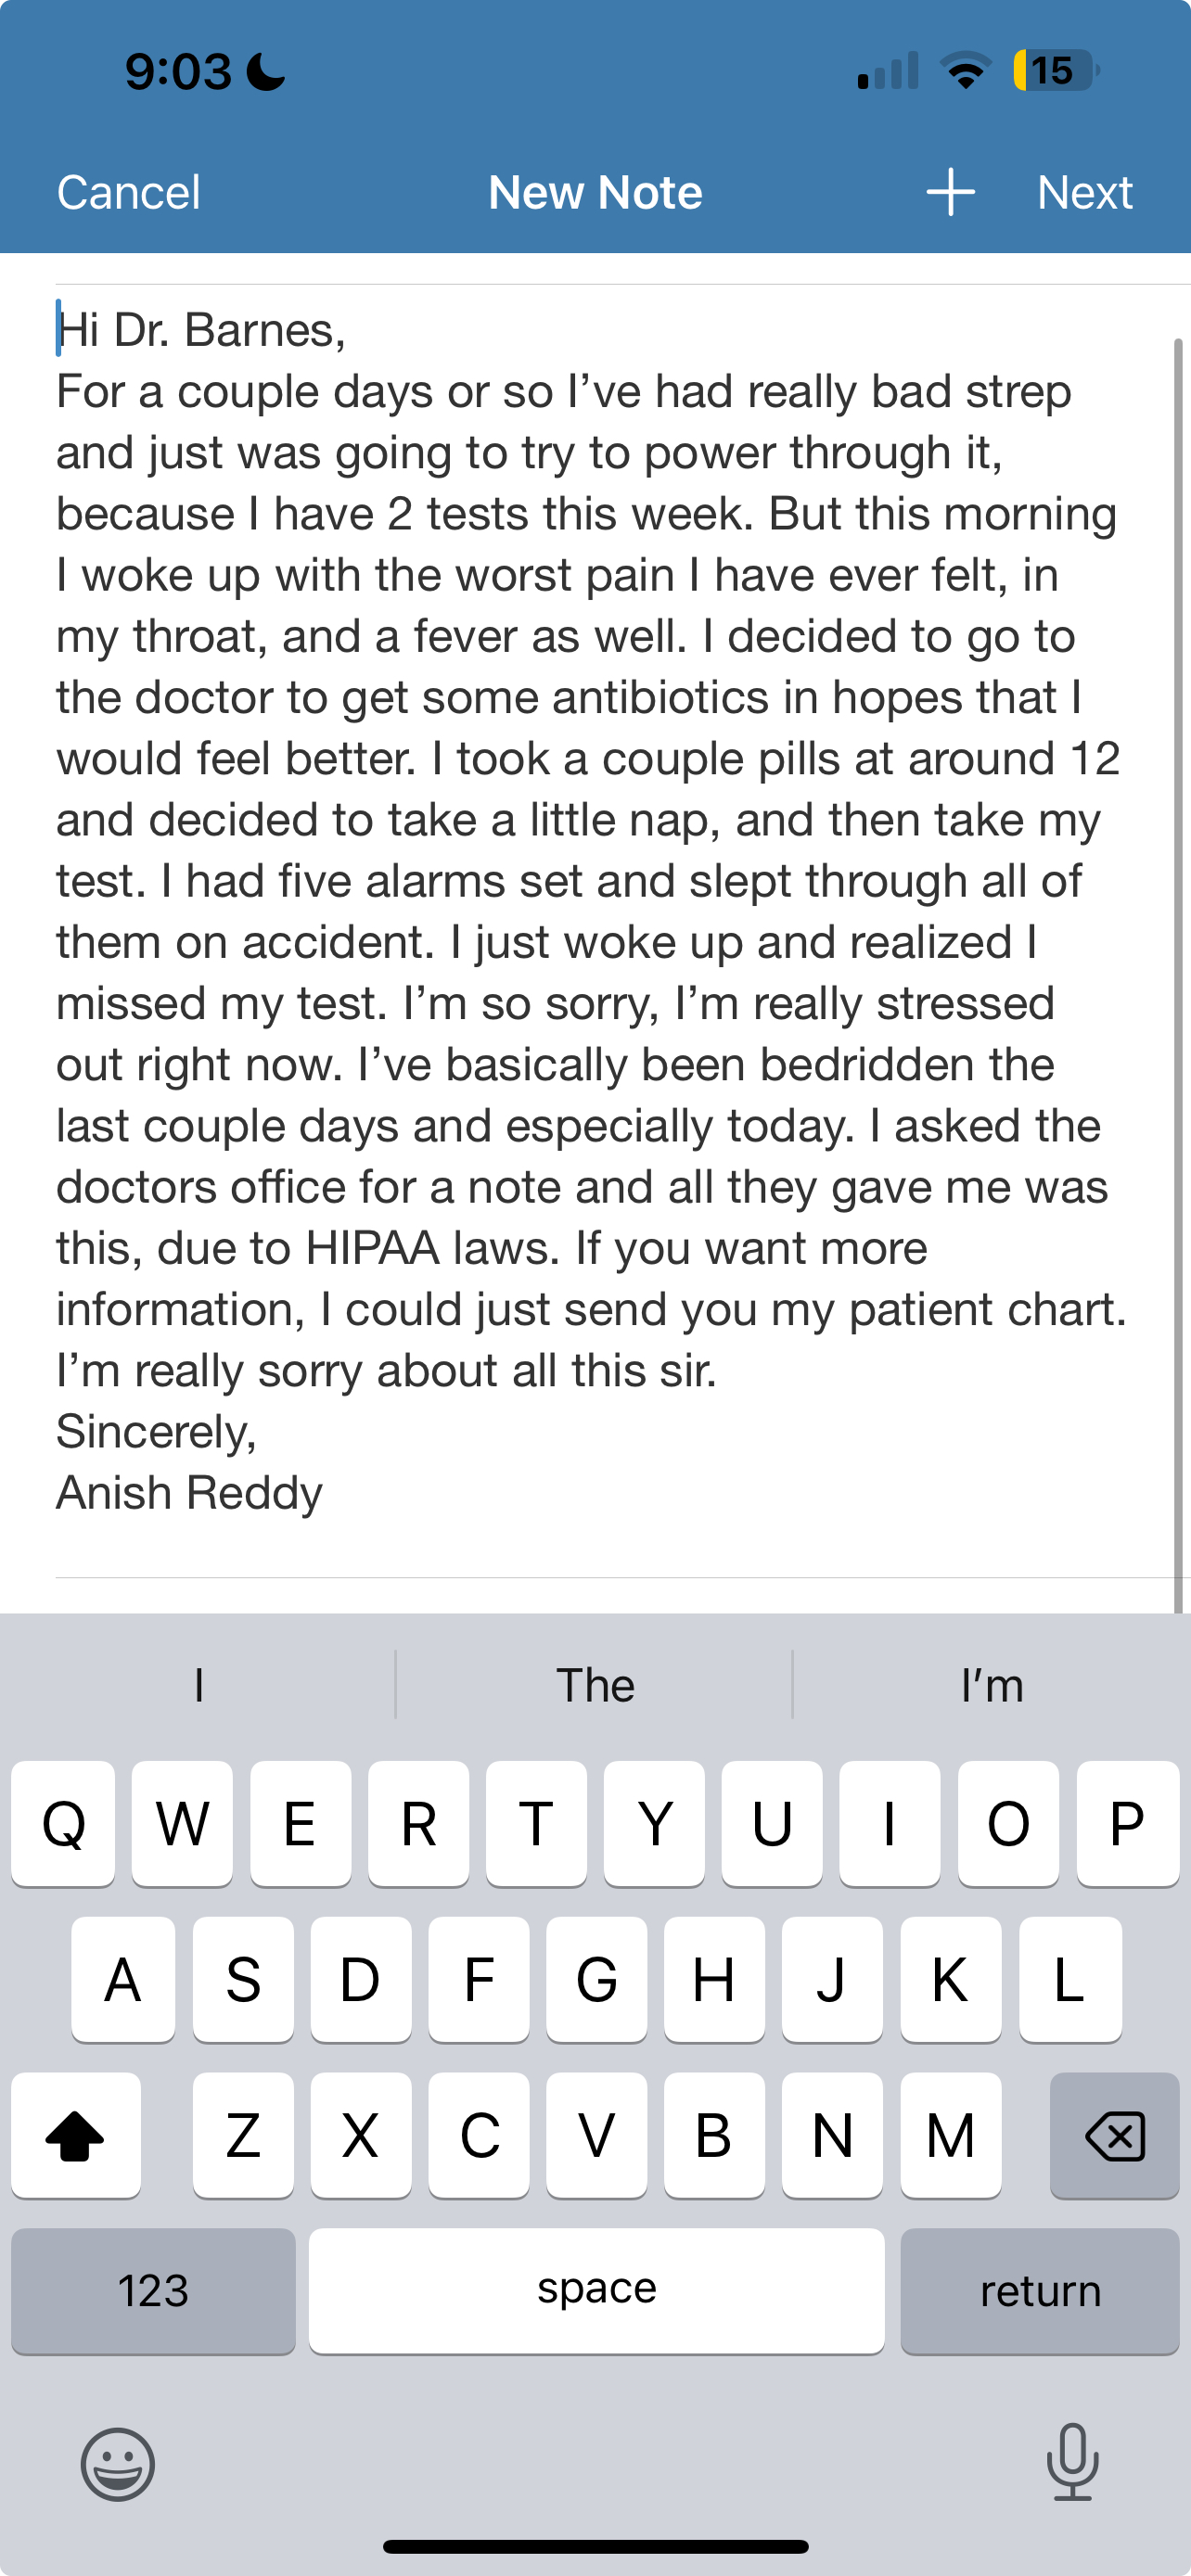 9:03
15
Cancel New Note + Next
Hi Dr. Barnes,
For a couple days or so I’ve had really bad strep
and just was going to try to power through it,
because I have 2 tests this week. But this morning
I woke up with the worst pain I have ever felt, in
my throat, and a fever as well. I decided to go to
the doctor to get some antibiotics in hopes that I
would feel better. I took a couple pills at around 12
and decided to take a little nap, and then take my
test. I had five alarms set and slept through all of
them on accident. I just woke up and realized I
missed my test. I’m so sorry, I’m really stressed
out right now. I’ve basically been bedridden the
last couple days and especially today. I asked the
doctors office for a note and all they gave me was
this, due to HIPAA laws. If you want more
information, I could just send you my patient chart.
I’m really sorry about all this sir.
Sincerely,
Anish Reddy
I The I’m
Q W E R T Y U I O P
A S D F G H J K L
Z X C V B N M
123 space return